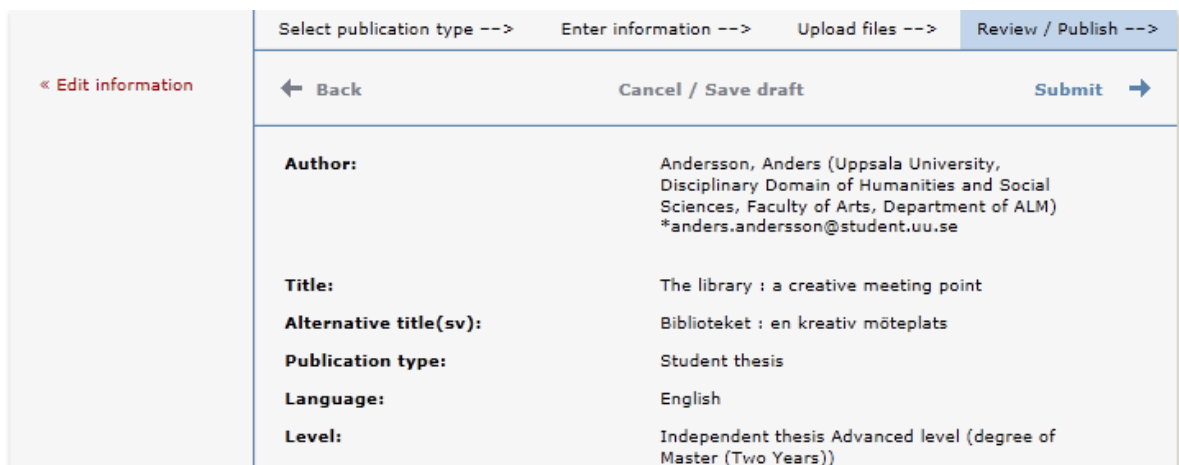 Select publication type --> Enter information --> Upload files --> Review / Publish -->
« Edit information
Back Cancel / Save draft Submit
Author: Andersson, Anders (Uppsala University,
Disciplinary Domain of Humanities and Social
Sciences, Faculty of Arts, Department of ALM)
*anders.andersson@student.uu.se
Title: The library : a creative meeting point
Alternative title(sv): Biblioteket : en kreativ möteplats
Publication type: Student thesis
Language: English
Level: Independent thesis Advanced level (degree of
Master (Two Years))